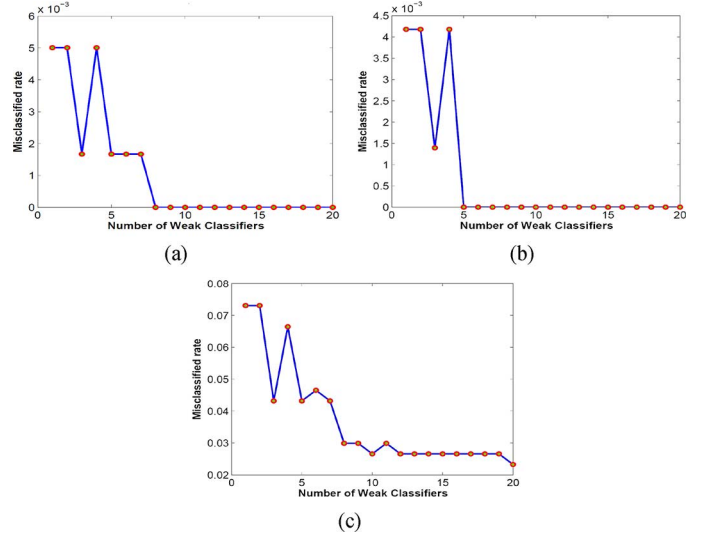 × 10⁻³
6
5
4
3
2
1
0
0 5 10 15 20
Misclassified rate
Number of Weak Classifiers
(a)
× 10⁻³
4.5
4
3.5
3
2.5
2
1.5
1
0.5
0
0 5 10 15 20
Misclassified rate
Number of Weak Classifiers
(b)
0.08
0.07
0.06
0.05
0.04
0.03
0.02
0 5 10 15 20
Misclassified rate
Number of Weak Classifiers
(c)